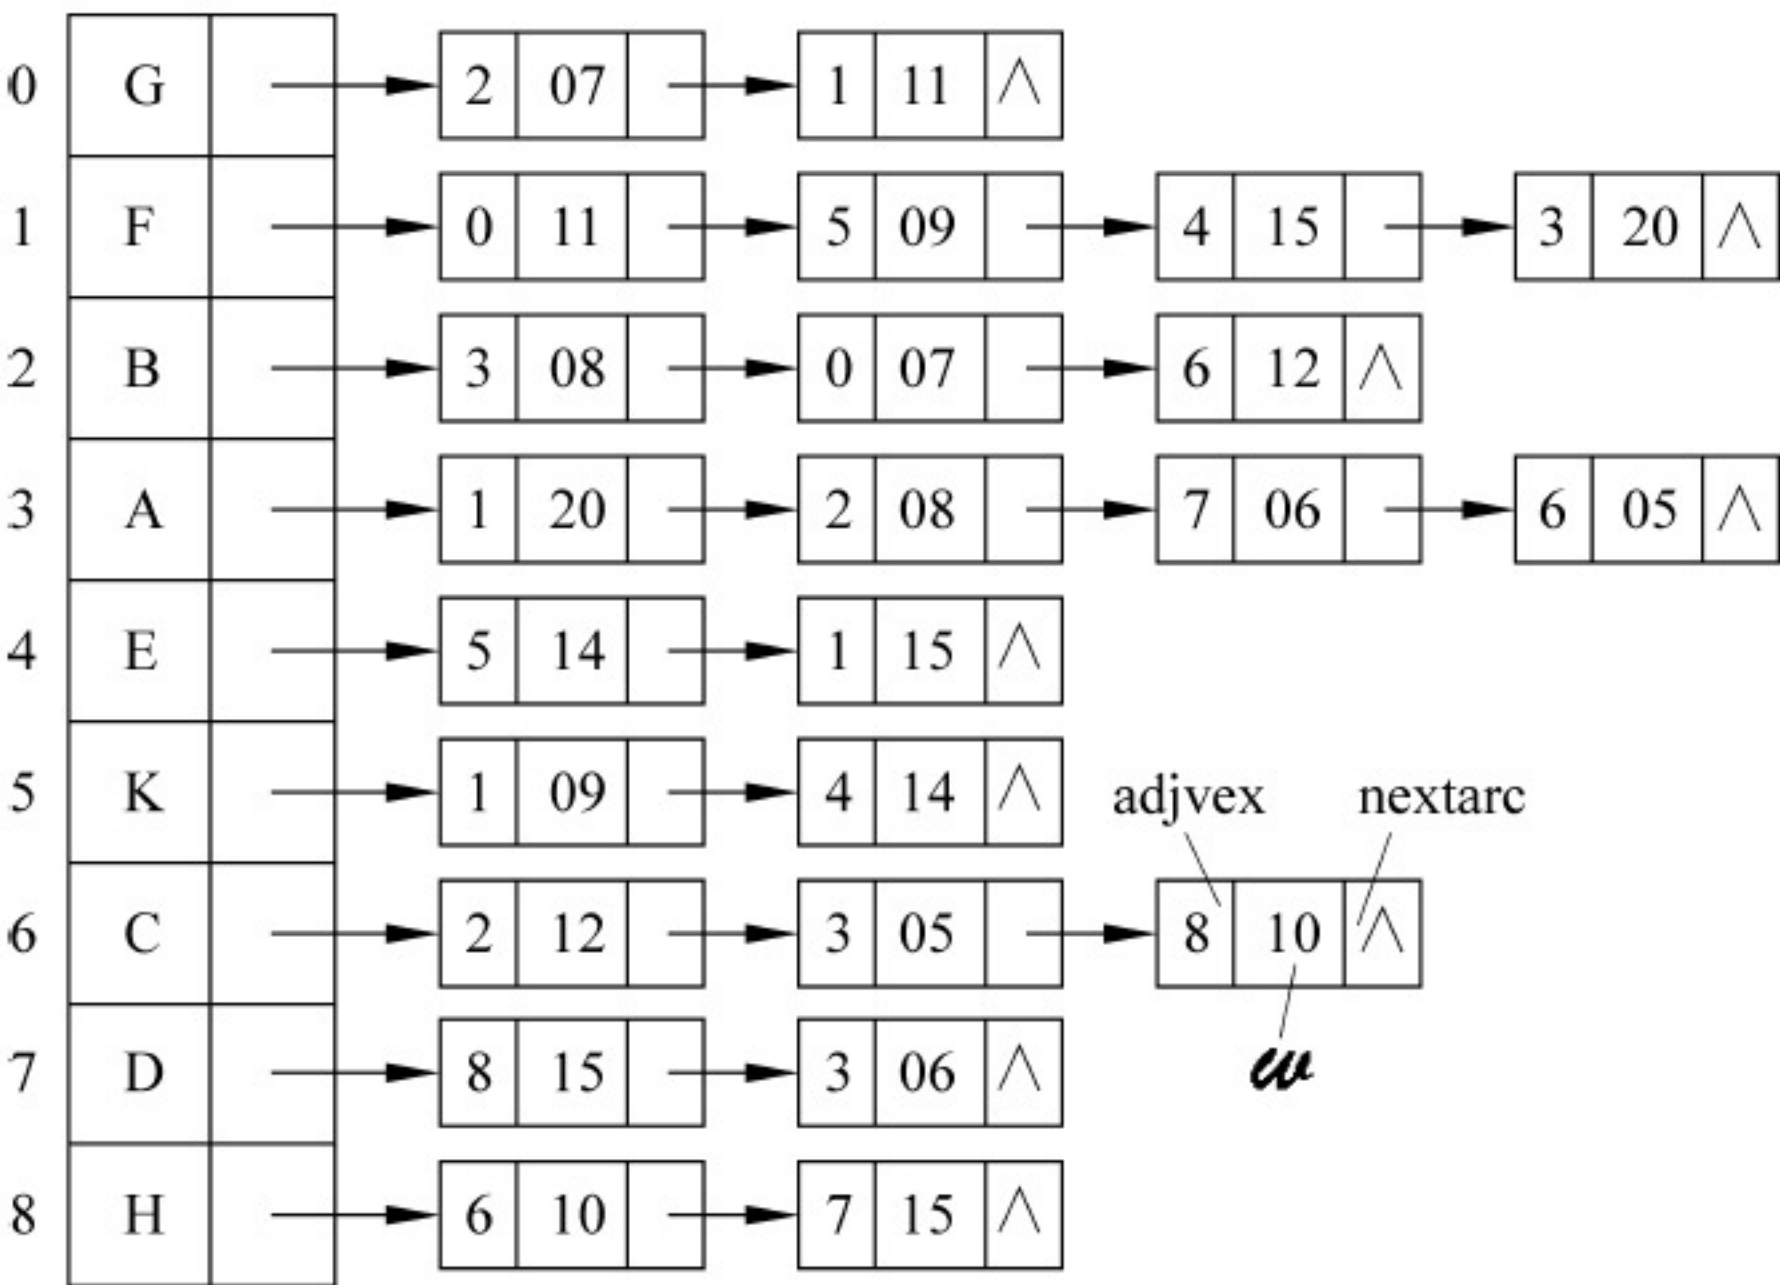 0 G 2 07 1 11 ∧
1 F 0 11 5 09 4 15 3 20 ∧
2 B 3 08 0 07 6 12 ∧
3 A 1 20 2 08 7 06 6 05 ∧
4 E 5 14 1 15 ∧
5 K 1 09 4 14 ∧
adjvex nextarc
6 C 2 12 3 05 8 10 ∧
7 D 8 15 3 06 ∧
ew
8 H 6 10 7 15 ∧